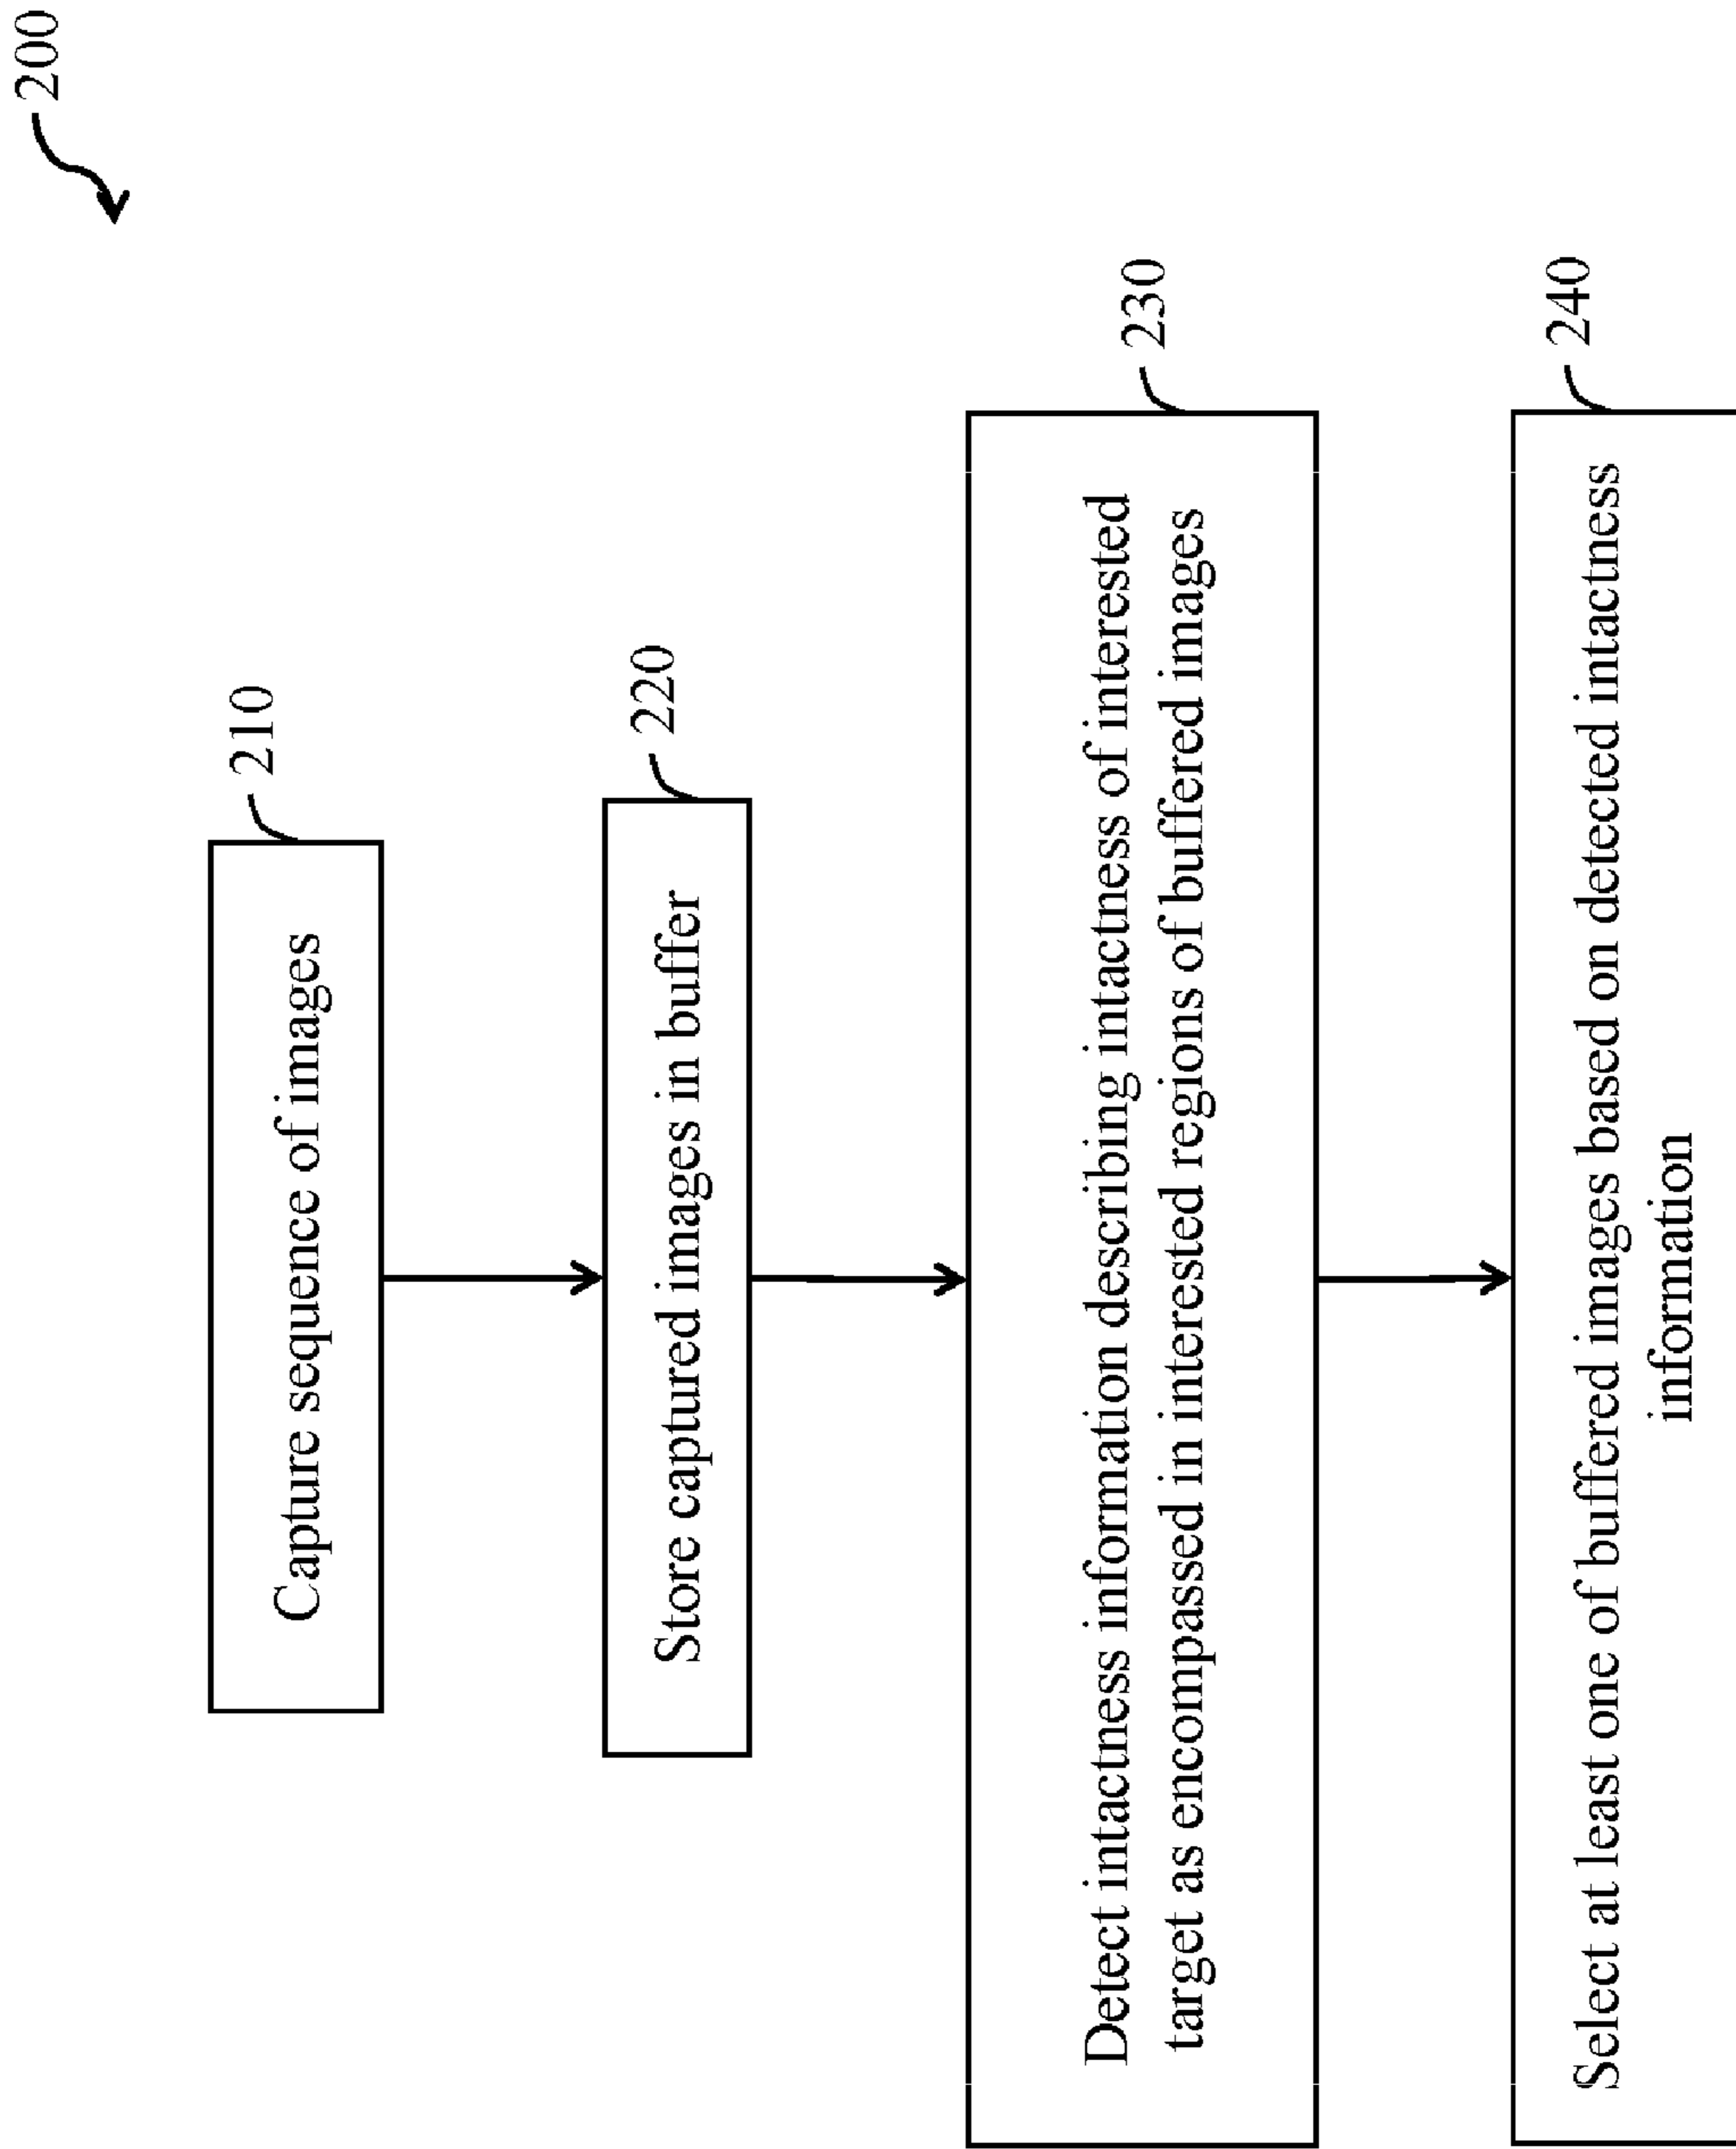 200
210
Capture sequence of images
220
Store captured images in buffer
230
Detect intactness information describing intactness of interested
target as encompassed in interested regions of buffered images
240
Select at least one of buffered images based on detected intactness
information